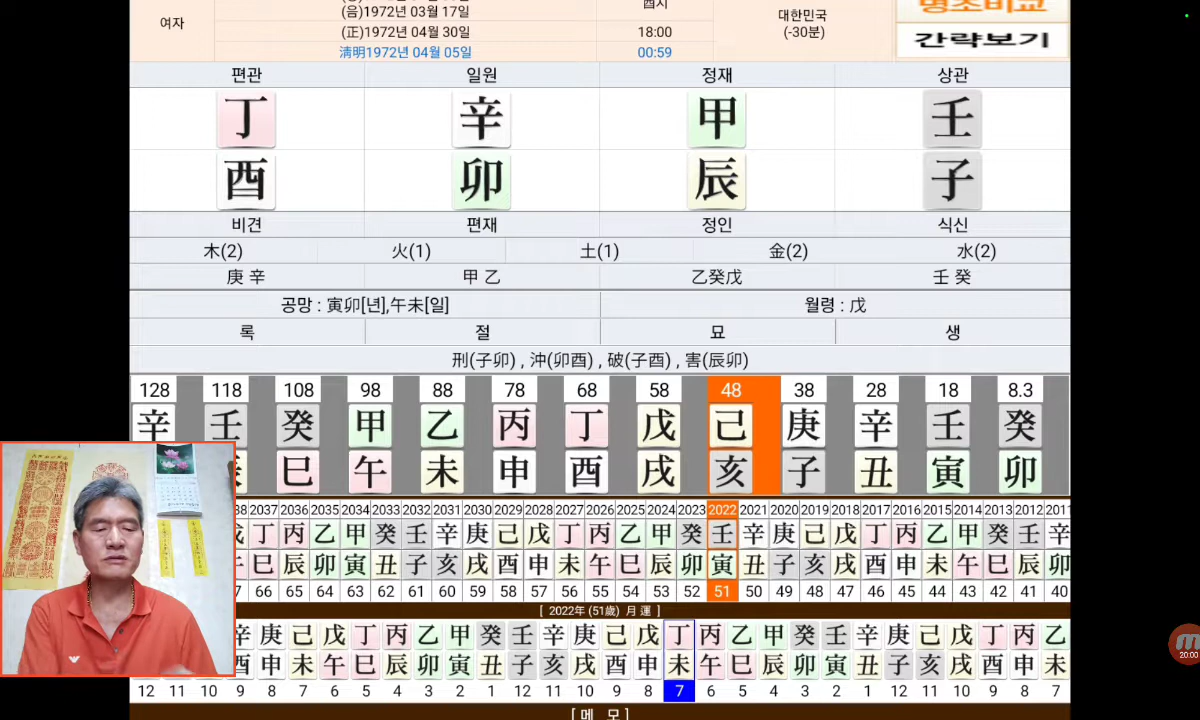 (음)1972년 03월 17일
酉시
명조비교
여자
(正)1972년 04월 30일
18:00
대한민국
(-30분)
간략보기
清明1972년 04월 05일
00:59
편관 일원 정재 상관
丁 辛 甲 壬
酉 卯 辰 子
비견 편재 정인 식신
木(2) 火(1) 土(1) 金(2) 水(2)
庚 辛 甲 乙 乙癸戊 壬 癸
공망 : 寅卯[년],午未[일] 월령 : 戊
록 절 묘 생
刑(子卯) , 沖(卯酉) , 破(子酉) , 害(辰卯)
128 118 108 98 88 78 68 58 48 38 28 18 8.3
辛 壬 癸 甲 乙 丙 丁 戊 己 庚 辛 壬 癸
巳 午 未 申 酉 戌 亥 子 丑 寅 卯
38 2037 2036 2035 2034 2033 2032 2031 2030 2029 2028 2027 2026 2025 2024 2023 2022 2021 2020 2019 2018 2017 2016 2015 2014 2013 2012 2011
丁 丙 乙 甲 癸 壬 辛 庚 己 戊 丁 丙 乙 甲 癸 壬 辛 庚 己 戊 丁 丙 乙 甲 癸 壬 辛
巳 辰 卯 寅 丑 子 亥 戌 酉 申 未 午 巳 辰 卯 寅 丑 子 亥 戌 酉 申 未 午 巳 辰 卯
7 66 65 64 63 62 61 60 59 58 57 56 55 54 53 52 51 50 49 48 47 46 45 44 43 42 41 40
[ 2022年 (51歲) 月 運 ]
辛 庚 己 戊 丁 丙 乙 甲 癸 壬 辛 庚 己 戊 丁 丙 乙 甲 癸 壬 辛 庚 己 戊 丁 丙 乙
酉 申 未 午 巳 辰 卯 寅 丑 子 亥 戌 酉 申 未 午 巳 辰 卯 寅 丑 子 亥 戌 酉 申 未
12 11 10 9 8 7 6 5 4 3 2 1 12 11 10 9 8 7 6 5 4 3 2 1 12 11 10 9 8 7
[ 메 모 ]
20:00